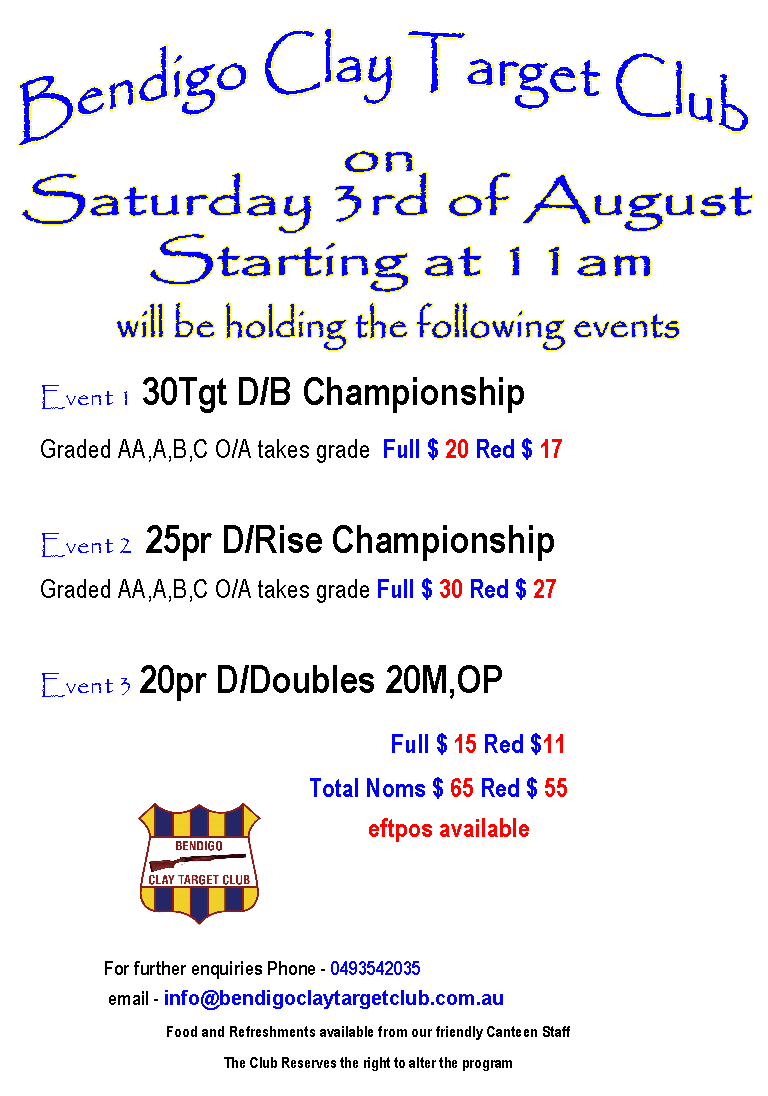 Bendigo Clay Target Club
on
Saturday 3rd of August
Starting at 11am
will be holding the following events
Event 1 30Tgt D/B Championship
Graded AA,A,B,C O/A takes grade Full $ 20 Red $ 17
Event 2 25pr D/Rise Championship
Graded AA,A,B,C O/A takes grade Full $ 30 Red $ 27
Event 3 20pr D/Doubles 20M,OP
Full $ 15 Red $11
Total Noms $ 65 Red $ 55
eftpos available
BENDIGO
CLAY TARGET CLUB
For further enquiries Phone - 0493542035
email - info@bendigoclaytargetclub.com.au
Food and Refreshments available from our friendly Canteen Staff
The Club Reserves the right to alter the program